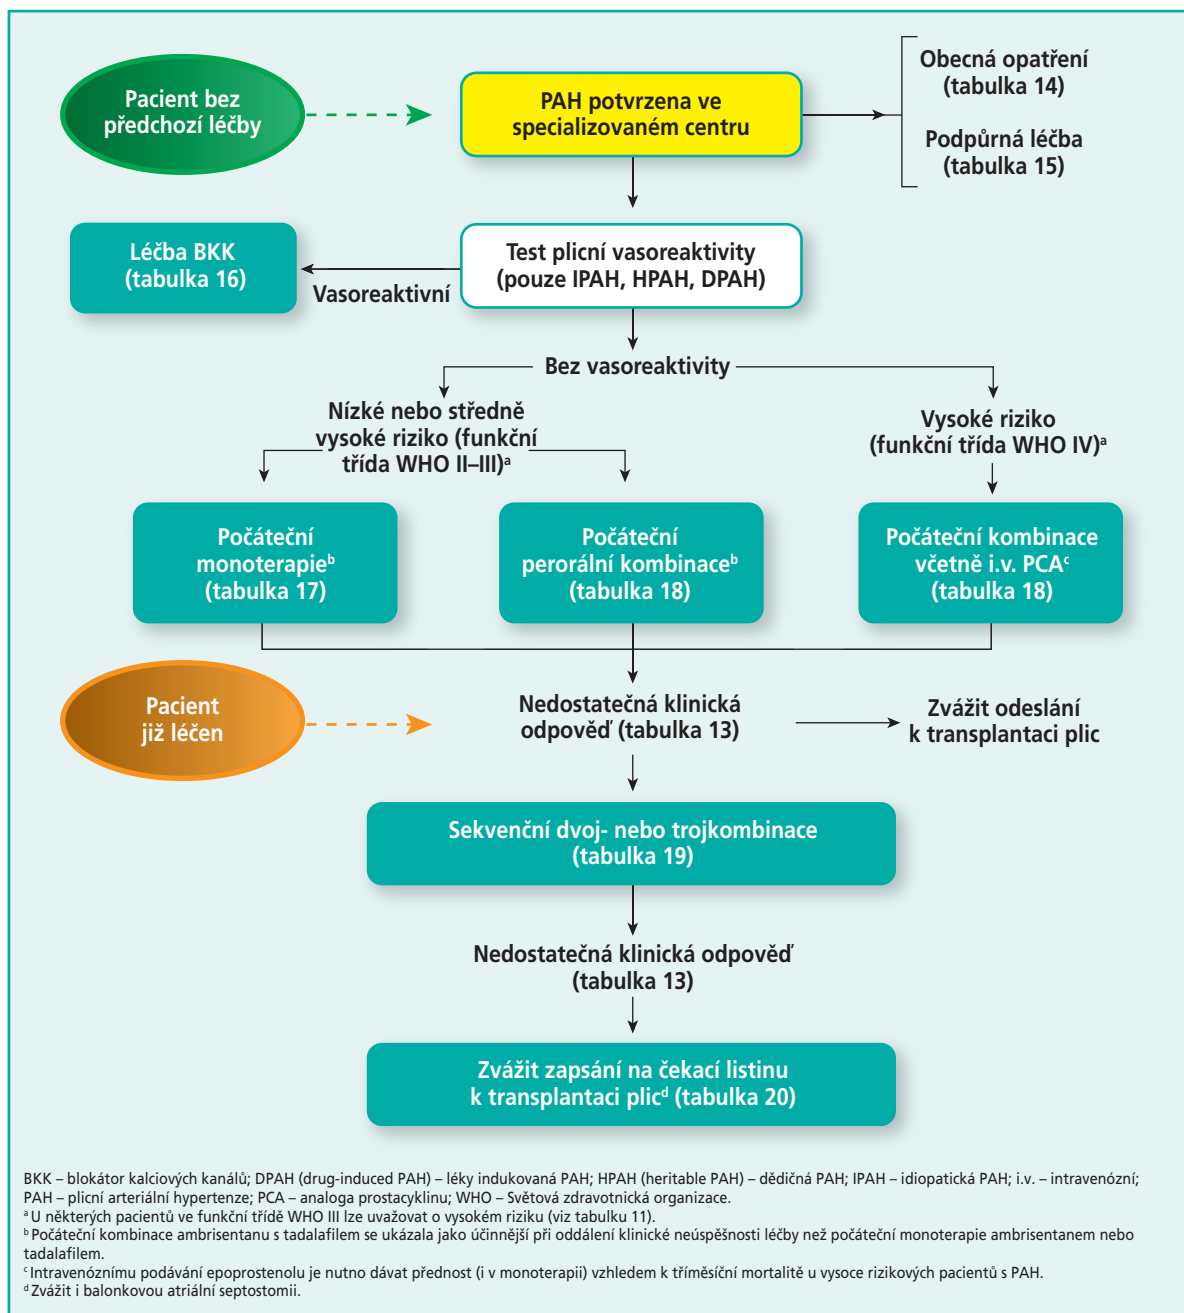 Pacient bez
předchozí léčby
PAH potvrzena ve
specializovaném centru
Obecná opatření
(tabulka 14)
Podpůrná léčba
(tabulka 15)
Léčba BKK
(tabulka 16)
Vasoreaktivní
Test plicní vasoreaktivity
(pouze IPAH, HPAH, DPAH)
Bez vasoreaktivity
Nízké nebo středně
vysoké riziko (funkční
třída WHO II–III)ᵃ
Vysoké riziko
(funkční třída WHO IV)ᵃ
Počáteční
monoterapieᵇ
(tabulka 17)
Počáteční
perorální kombinaceᵇ
(tabulka 18)
Počáteční kombinace
včetně i.v. PCAᶜ
(tabulka 18)
Pacient
již léčen
Nedostatečná klinická
odpověď (tabulka 13)
Zvážit odeslání
k transplantaci plic
Sekvenční dvoj- nebo trojkombinace
(tabulka 19)
Nedostatečná klinická odpověď
(tabulka 13)
Zvážit zapsání na čekací listinu
k transplantaci plicᵈ (tabulka 20)
BKK – blokátor kalciových kanálů; DPAH (drug-induced PAH) – léky indukovaná PAH; HPAH (heritable PAH) – dědičná PAH; IPAH – idiopatická PAH; i.v. – intravenózní;
PAH – plicní arteriální hypertenze; PCA – analoga prostacyklinu; WHO – Světová zdravotnická organizace.
ᵃ U některých pacientů ve funkční třídě WHO III lze uvažovat o vysokém riziku (viz tabulku 11).
ᵇ Počáteční kombinace ambrisentanu s tadalafilem se ukázala jako účinnější při oddálení klinické neúspěšnosti léčby než počáteční monoterapie ambrisentanem nebo
tadalafilem.
ᶜ Intravenóznímu podávání epoprostenolu je nutno dávat přednost (i v monoterapii) vzhledem k tříměsíční mortalitě u vysoce rizikových pacientů s PAH.
ᵈ Zvážit i balonkovou atriální septostomii.